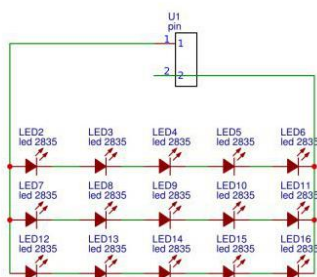 U1
pin
1 1
2 2
LED2 LED3 LED4 LED5 LED6
led 2835 led 2835 led 2835 led 2835 led 2835
LED7 LED8 LED9 LED10 LED11
led 2835 led 2835 led 2835 led 2835 led 2835
LED12 LED13 LED14 LED15 LED16
led 2835 led 2835 led 2835 led 2835 led 2835